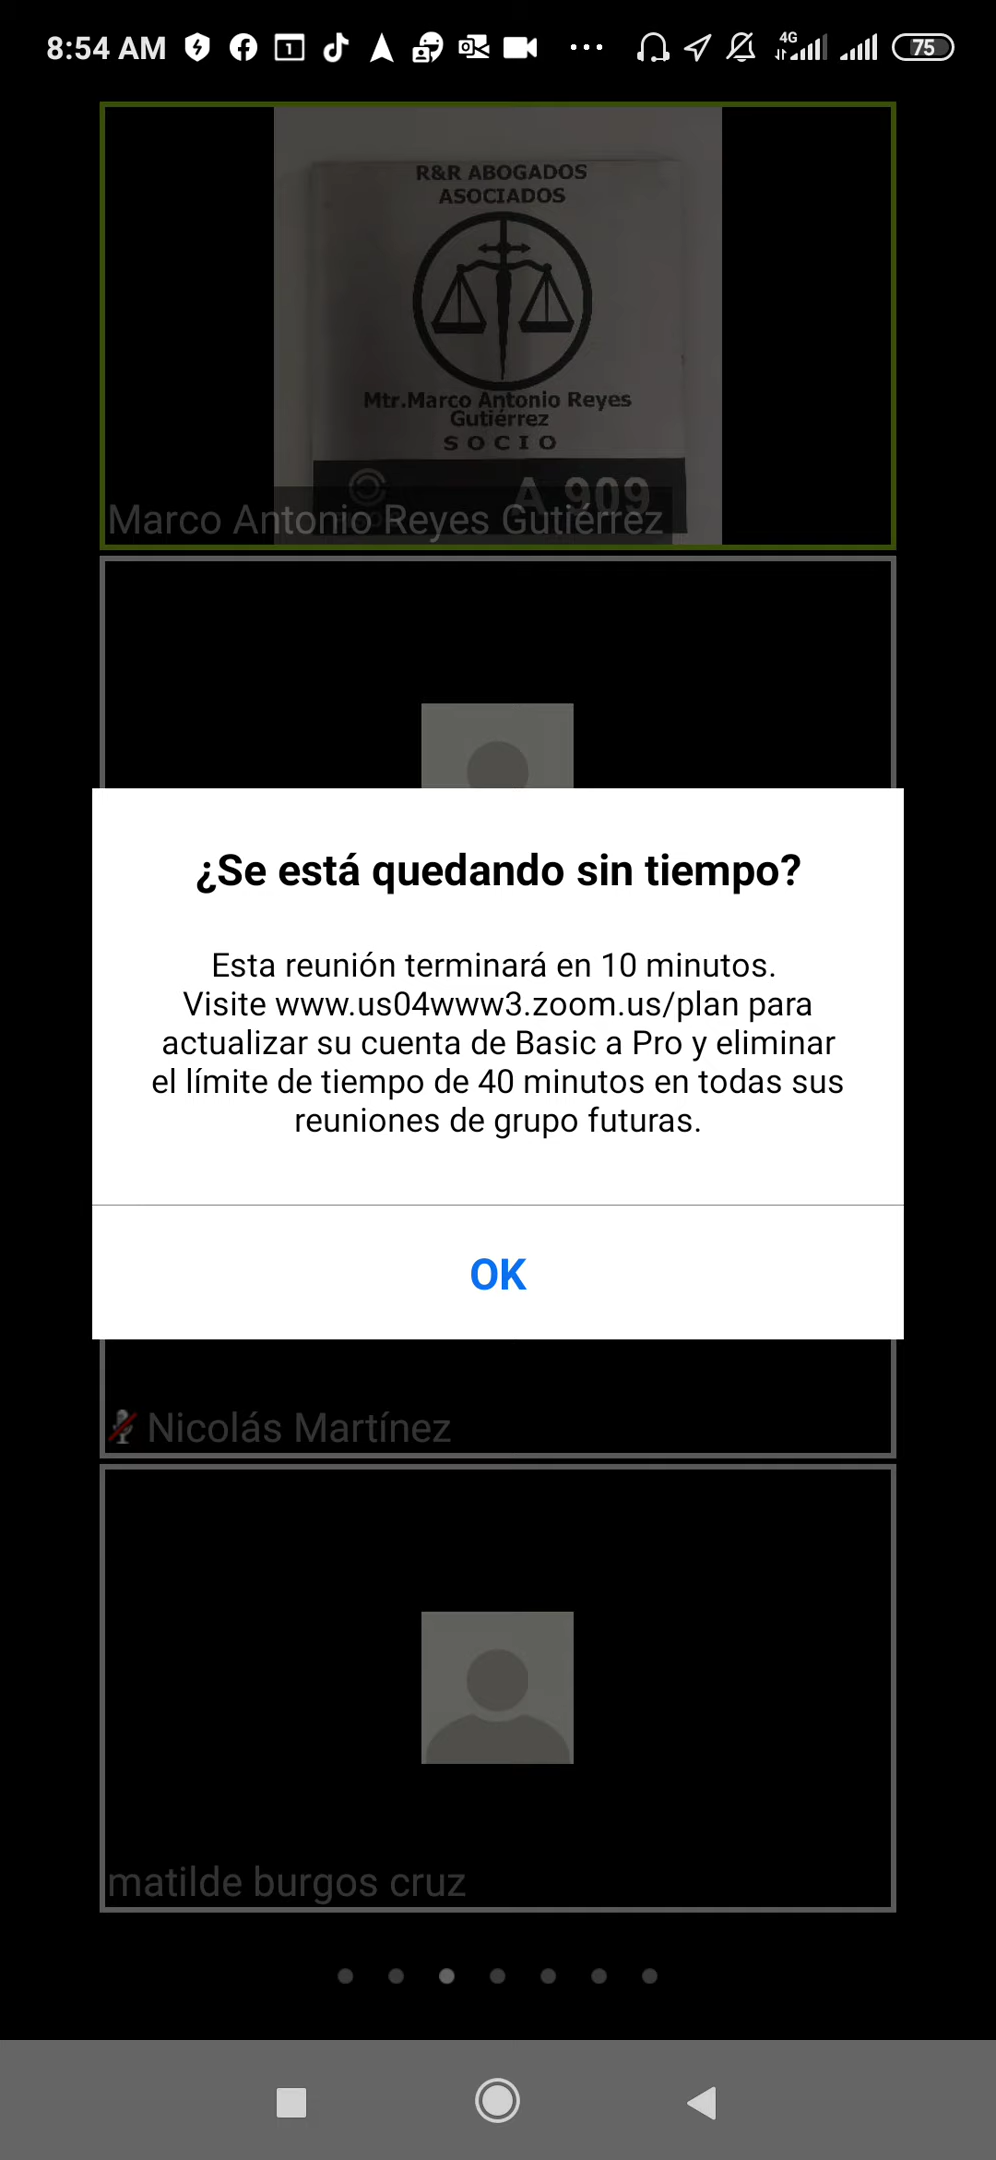 8:54 AM
4G
75
R&R ABOGADOS
ASOCIADOS
Mtr.Marco Antonio Reyes
Gutiérrez
SOCIO
A 909
Marco Antonio Reyes Gutiérrez
¿Se está quedando sin tiempo?
Esta reunión terminará en 10 minutos.
Visite www.us04www3.zoom.us/plan para
actualizar su cuenta de Basic a Pro y eliminar
el límite de tiempo de 40 minutos en todas sus
reuniones de grupo futuras.
OK
Nicolás Martínez
matilde burgos cruz